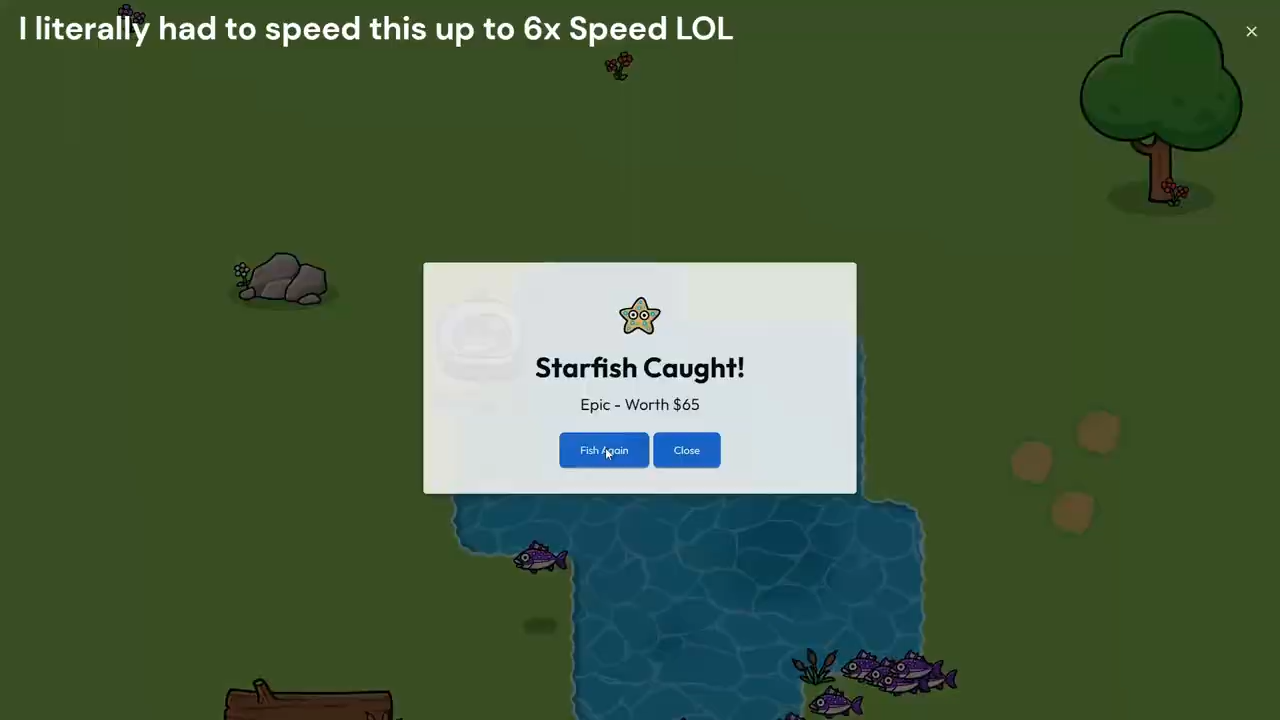 I literally had to speed this up to 6x Speed LOL
Starfish Caught!
Epic - Worth $65
Fish Again
Close